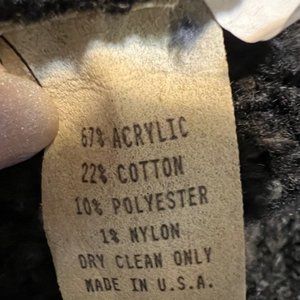 67% ACRYLIC
22% COTTON
10% POLYESTER
1% NYLON
DRY CLEAN ONLY
MADE IN U.S.A.